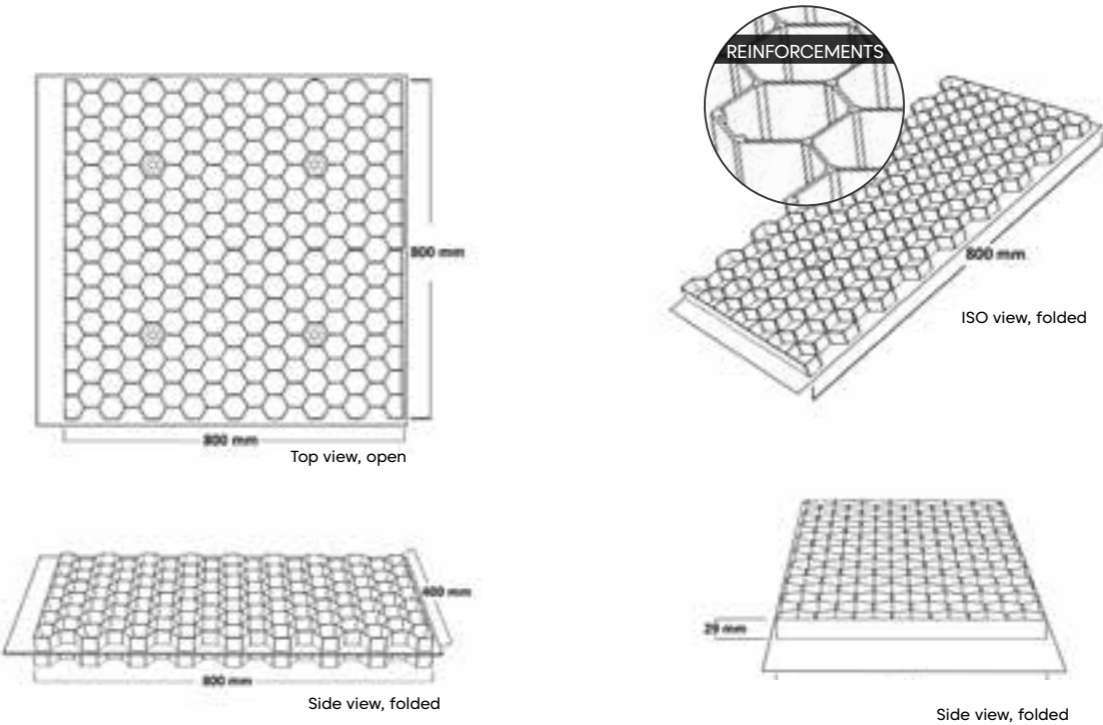 REINFORCEMENTS
800 mm
800 mm
Top view, open
800 mm
ISO view, folded
400 mm
800 mm
Side view, folded
29 mm
Side view, folded